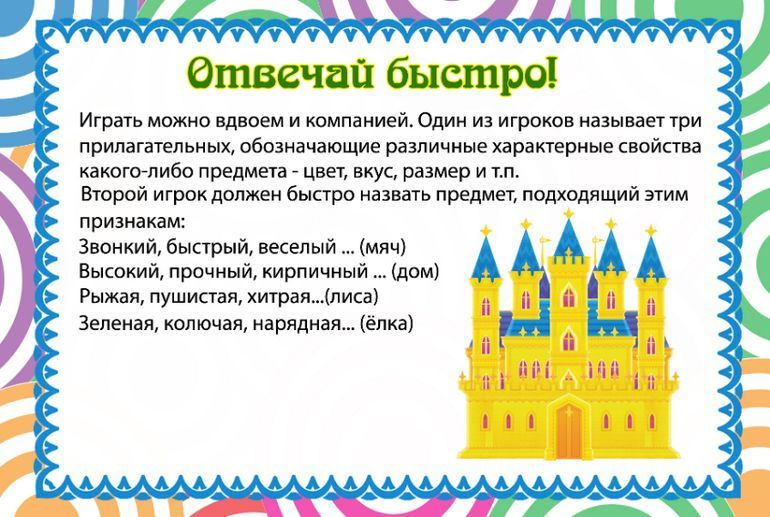 Отвечай быстро!
Играть можно вдвоем и компанией. Один из игроков называет три
прилагательных, обозначающие различные характерные свойства
какого-либо предмета - цвет, вкус, размер и т.п.
Второй игрок должен быстро назвать предмет, подходящий этим
признакам:
Звонкий, быстрый, веселый ... (мяч)
Высокий, прочный, кирпичный ... (дом)
Рыжая, пушистая, хитрая...(лиса)
Зеленая, колючая, нарядная... (ёлка)